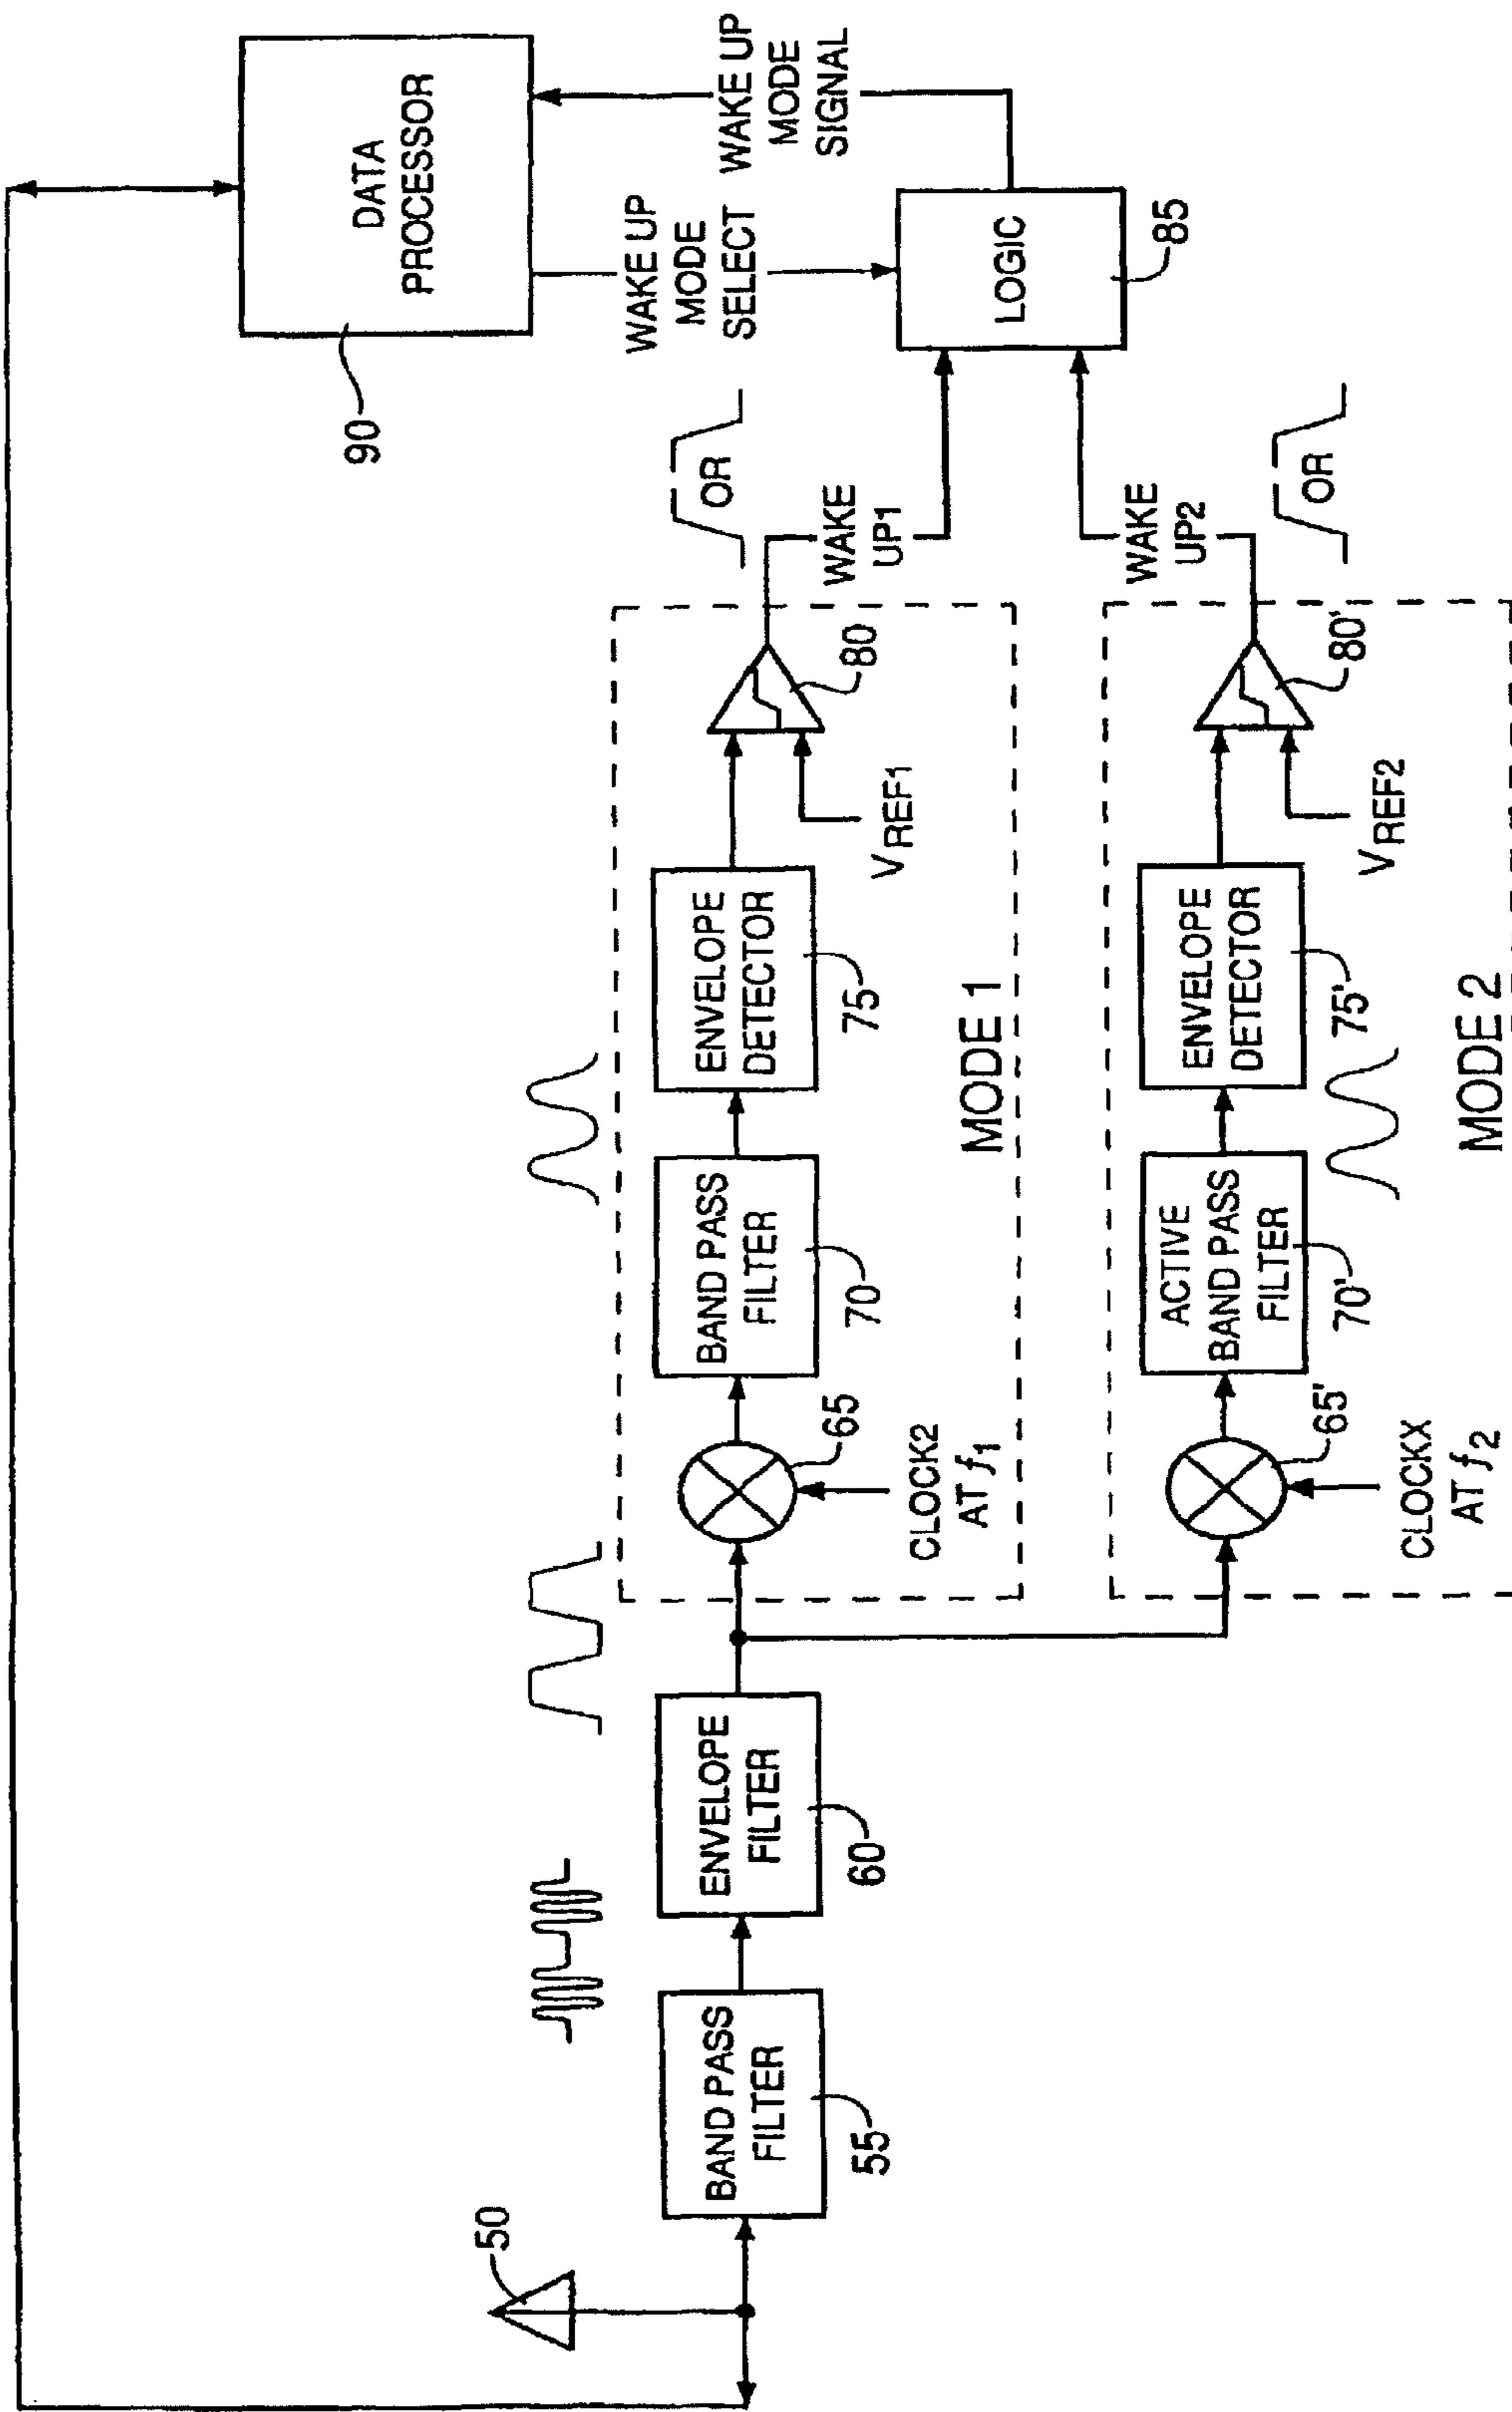 50
BAND PASS
FILTER
55
ENVELOPE
FILTER
60
65
CLOCK2
AT f1
BAND PASS
FILTER
70
ENVELOPE
DETECTOR
75
VREF1
80
MODE 1
WAKE
UP1
OR
65'
CLOCKX
AT f2
ACTIVE
BAND PASS
FILTER
70'
ENVELOPE
DETECTOR
75'
VREF2
80'
MODE 2
WAKE
UP2
OR
LOGIC
85
WAKE UP
MODE
SELECT
WAKE UP
MODE
SIGNAL
DATA
PROCESSOR
90